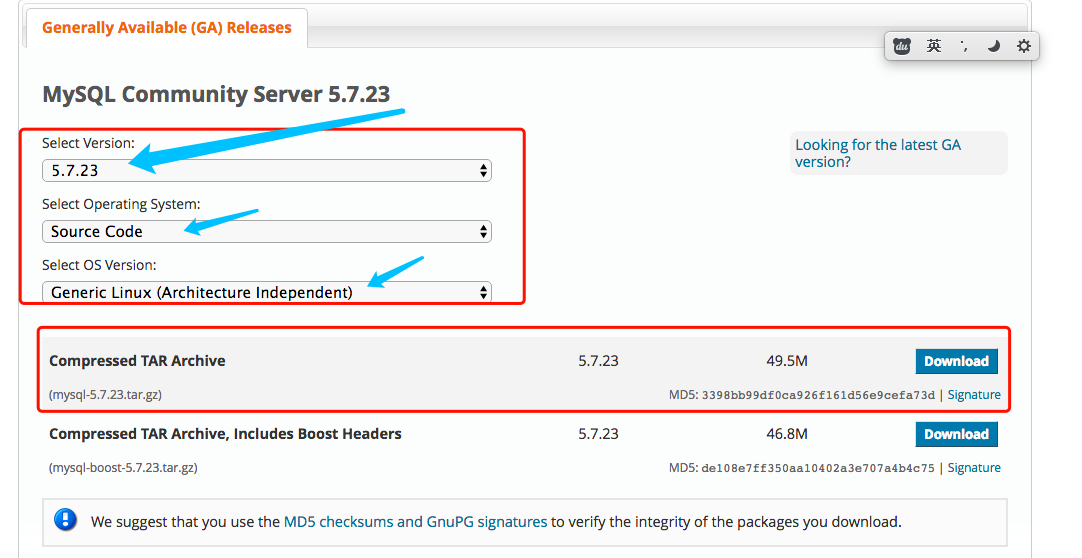 Generally Available (GA) Releases
英
MySQL Community Server 5.7.23
Select Version:
5.7.23
Looking for the latest GA
version?
Select Operating System:
Source Code
Select OS Version:
Generic Linux (Architecture Independent)
Compressed TAR Archive 5.7.23 49.5M Download
(mysql-5.7.23.tar.gz) MD5: 3398bb99df0ca926f161d56e9cefa73d | Signature
Compressed TAR Archive, Includes Boost Headers 5.7.23 46.8M Download
(mysql-boost-5.7.23.tar.gz) MD5: de108e7ff350aa10402a3e707a4b4c75 | Signature
We suggest that you use the MD5 checksums and GnuPG signatures to verify the integrity of the packages you download.